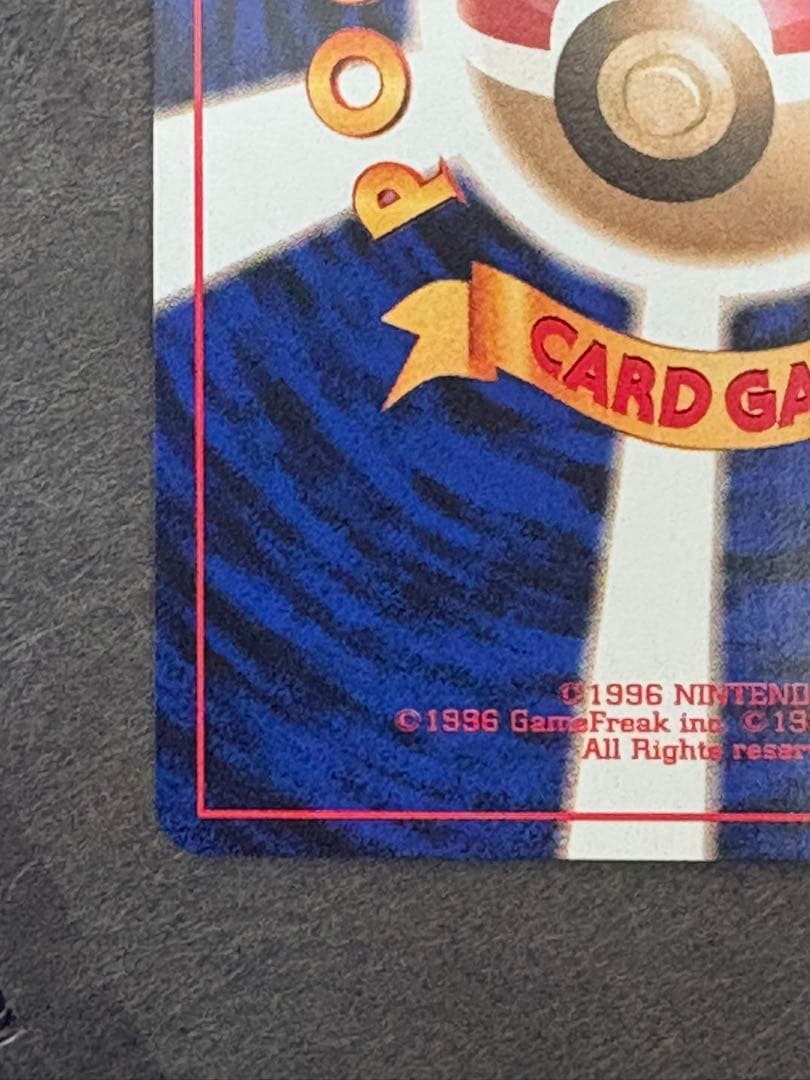 PO
CARD GA
©1996 NINTEND
©1996 GameFreak inc. ©19
All Rights reser